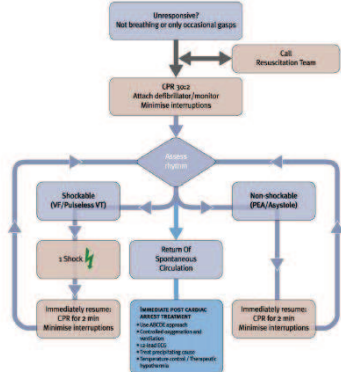 Unresponsive?
Not breathing or only occasional gasps
Call
Resuscitation Team
CPR 30:2
Attach defibrillator/monitor
Minimise interruptions
Assess
rhythm
Shockable
(VF/Pulseless VT)
Non-shockable
(PEA/Asystole)
1 Shock
Return Of
Spontaneous
Circulation
Immediately resume:
CPR for 2 min
Minimise interruptions
IMMEDIATE POST CARDIAC
ARREST TREATMENT
• Use ABCDE approach
• Controlled oxygenation and
ventilation
• 12-lead ECG
• Treat precipitating cause
• Temperature control / Therapeutic
hypothermia
Immediately resume:
CPR for 2 min
Minimise interruptions